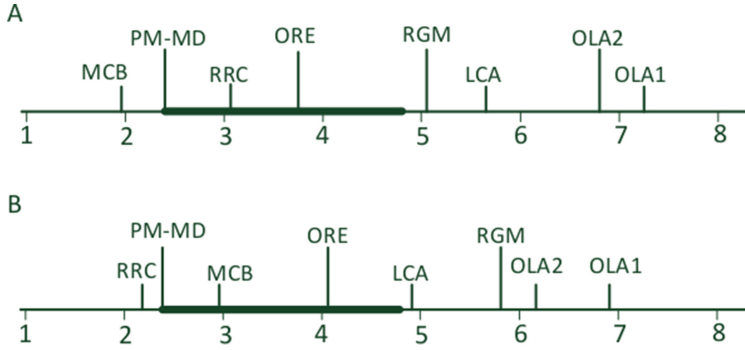 A
PM-MD ORE RGM OLA2
MCB RRC LCA OLA1
1 2 3 4 5 6 7 8
B
PM-MD ORE RGM
RRC MCB LCA OLA2 OLA1
1 2 3 4 5 6 7 8